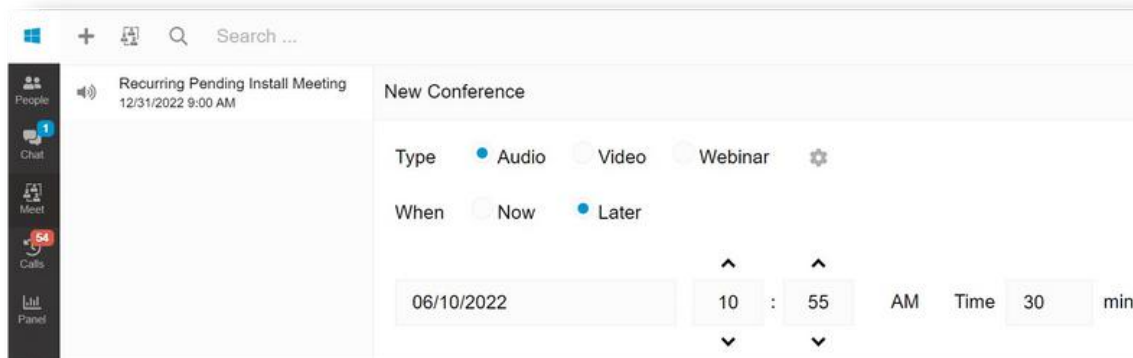 Search ...
People
1
Chat
Meet
54
Calls
Panel
Recurring Pending Install Meeting
12/31/2022 9:00 AM
New Conference
Type Audio Video Webinar
When Now Later
06/10/2022 10 : 55 AM Time 30 min